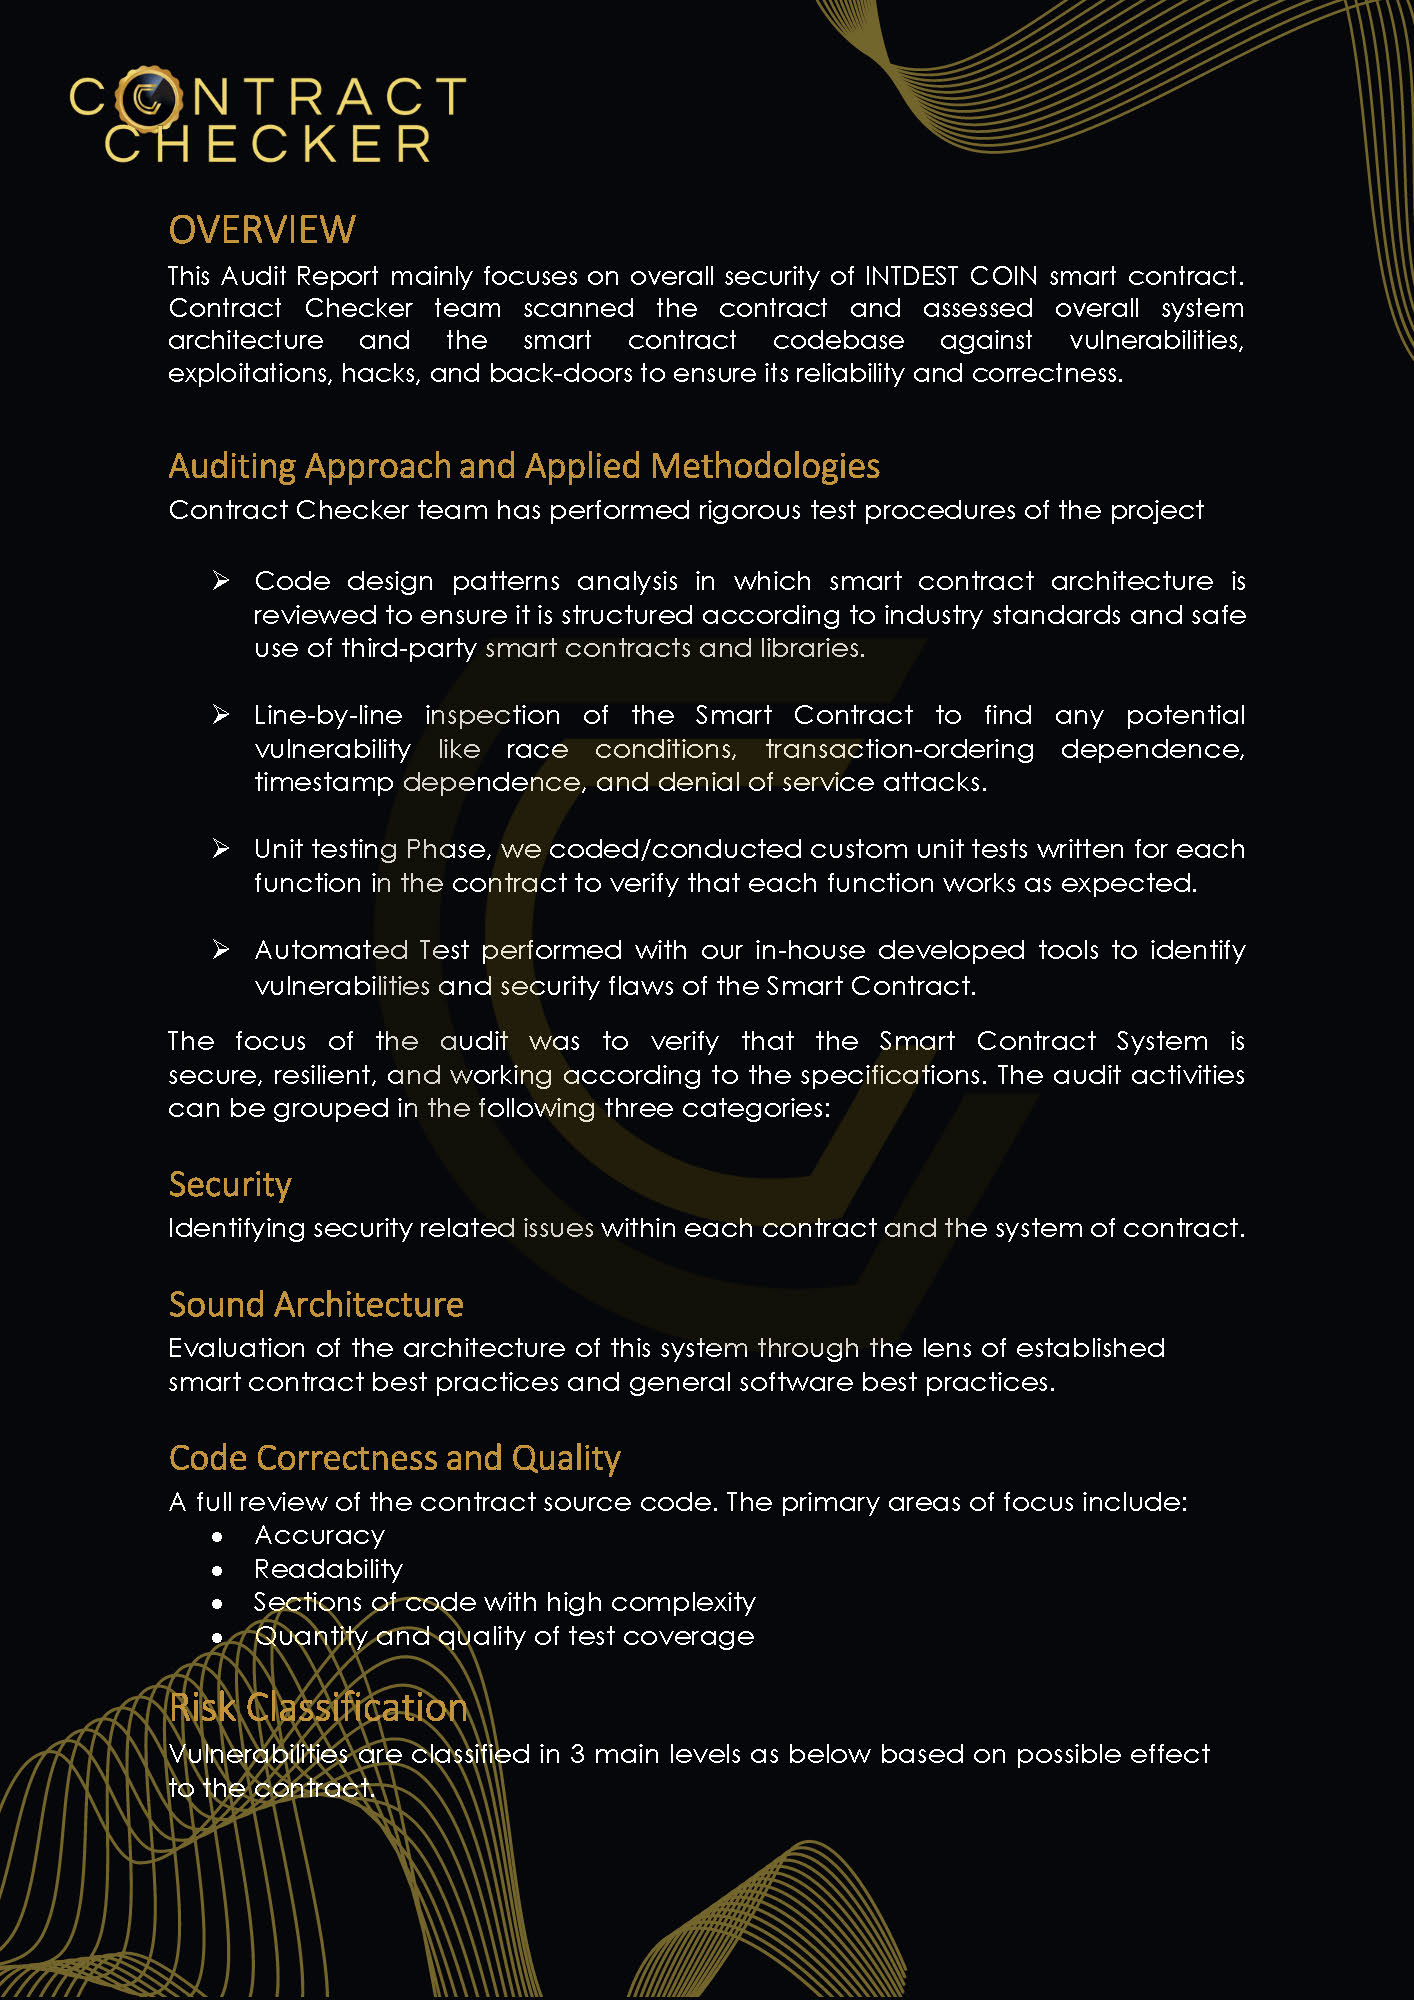 CONTRACT
CHECKER
OVERVIEW
This Audit Report mainly focuses on overall security of INTDEST COIN smart contract.
Contract Checker team scanned the contract and assessed overall system
architecture and the smart contract codebase against vulnerabilities,
exploitations, hacks, and back-doors to ensure its reliability and correctness.
Auditing Approach and Applied Methodologies
Contract Checker team has performed rigorous test procedures of the project
➢ Code design patterns analysis in which smart contract architecture is
reviewed to ensure it is structured according to industry standards and safe
use of third-party smart contracts and libraries.
➢ Line-by-line inspection of the Smart Contract to find any potential
vulnerability like race conditions, transaction-ordering dependence,
timestamp dependence, and denial of service attacks.
➢ Unit testing Phase, we coded/conducted custom unit tests written for each
function in the contract to verify that each function works as expected.
➢ Automated Test performed with our in-house developed tools to identify
vulnerabilities and security flaws of the Smart Contract.
The focus of the audit was to verify that the Smart Contract System is
secure, resilient, and working according to the specifications. The audit activities
can be grouped in the following three categories:
Security
Identifying security related issues within each contract and the system of contract.
Sound Architecture
Evaluation of the architecture of this system through the lens of established
smart contract best practices and general software best practices.
Code Correctness and Quality
A full review of the contract source code. The primary areas of focus include:
• Accuracy
• Readability
• Sections of code with high complexity
• Quantity and quality of test coverage
Risk Classification
Vulnerabilities are classified in 3 main levels as below based on possible effect
to the contract.